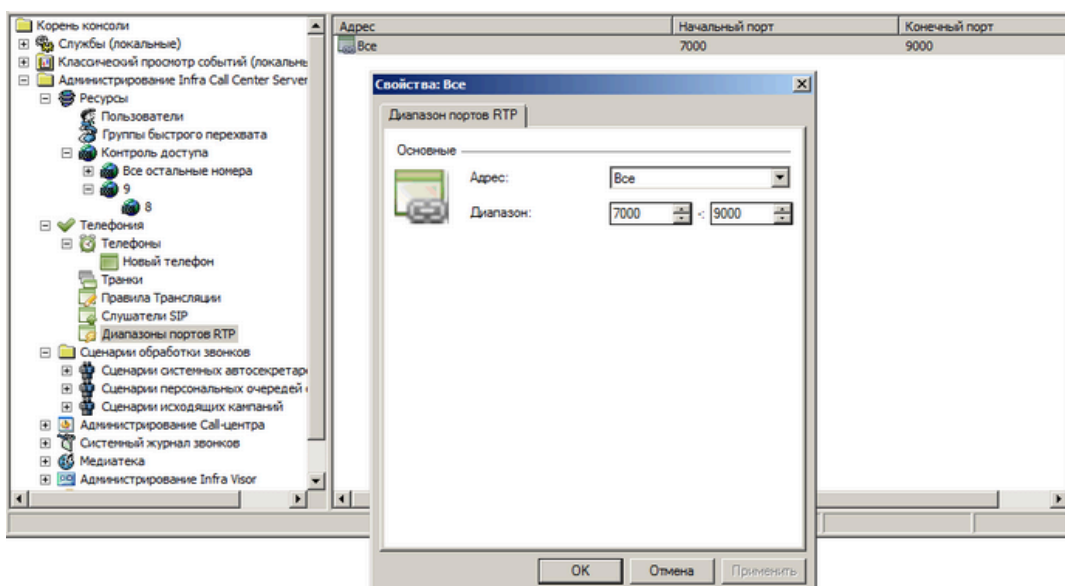 Корень консоли
Службы (локальные)
Классический просмотр событий (локальные
Администрирование Infra Call Center Server
Ресурсы
Пользователи
Группы быстрого перехвата
Контроль доступа
Все остальные номера
9
8
Телефония
Телефоны
Новый телефон
Транки
Правила Трансляции
Слушатели SIP
Диапазоны портов RTP
Сценарии обработки звонков
Сценарии системных автосекретаре
Сценарии персональных очередей
Сценарии исходящих кампаний
Администрирование Call-центра
Системный журнал звонков
Медиатека
Администрирование Infra Visor
Адрес Начальный порт Конечный порт
Все 7000 9000
Свойства: Все
Диапазон портов RTP
Основные
Адрес: Все
Диапазон: 7000 -: 9000
OK Отмена Применить